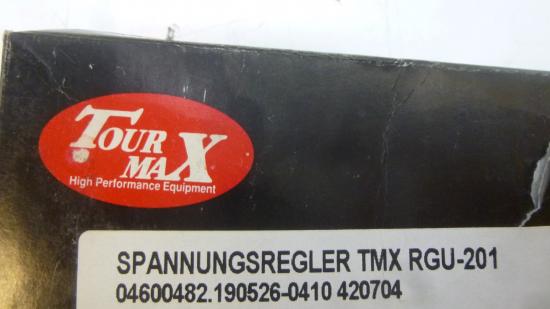 TOUR
MAX
High Performance Equipment
SPANNUNGSREGLER TMX RGU-201
04600482.190526-0410 420704